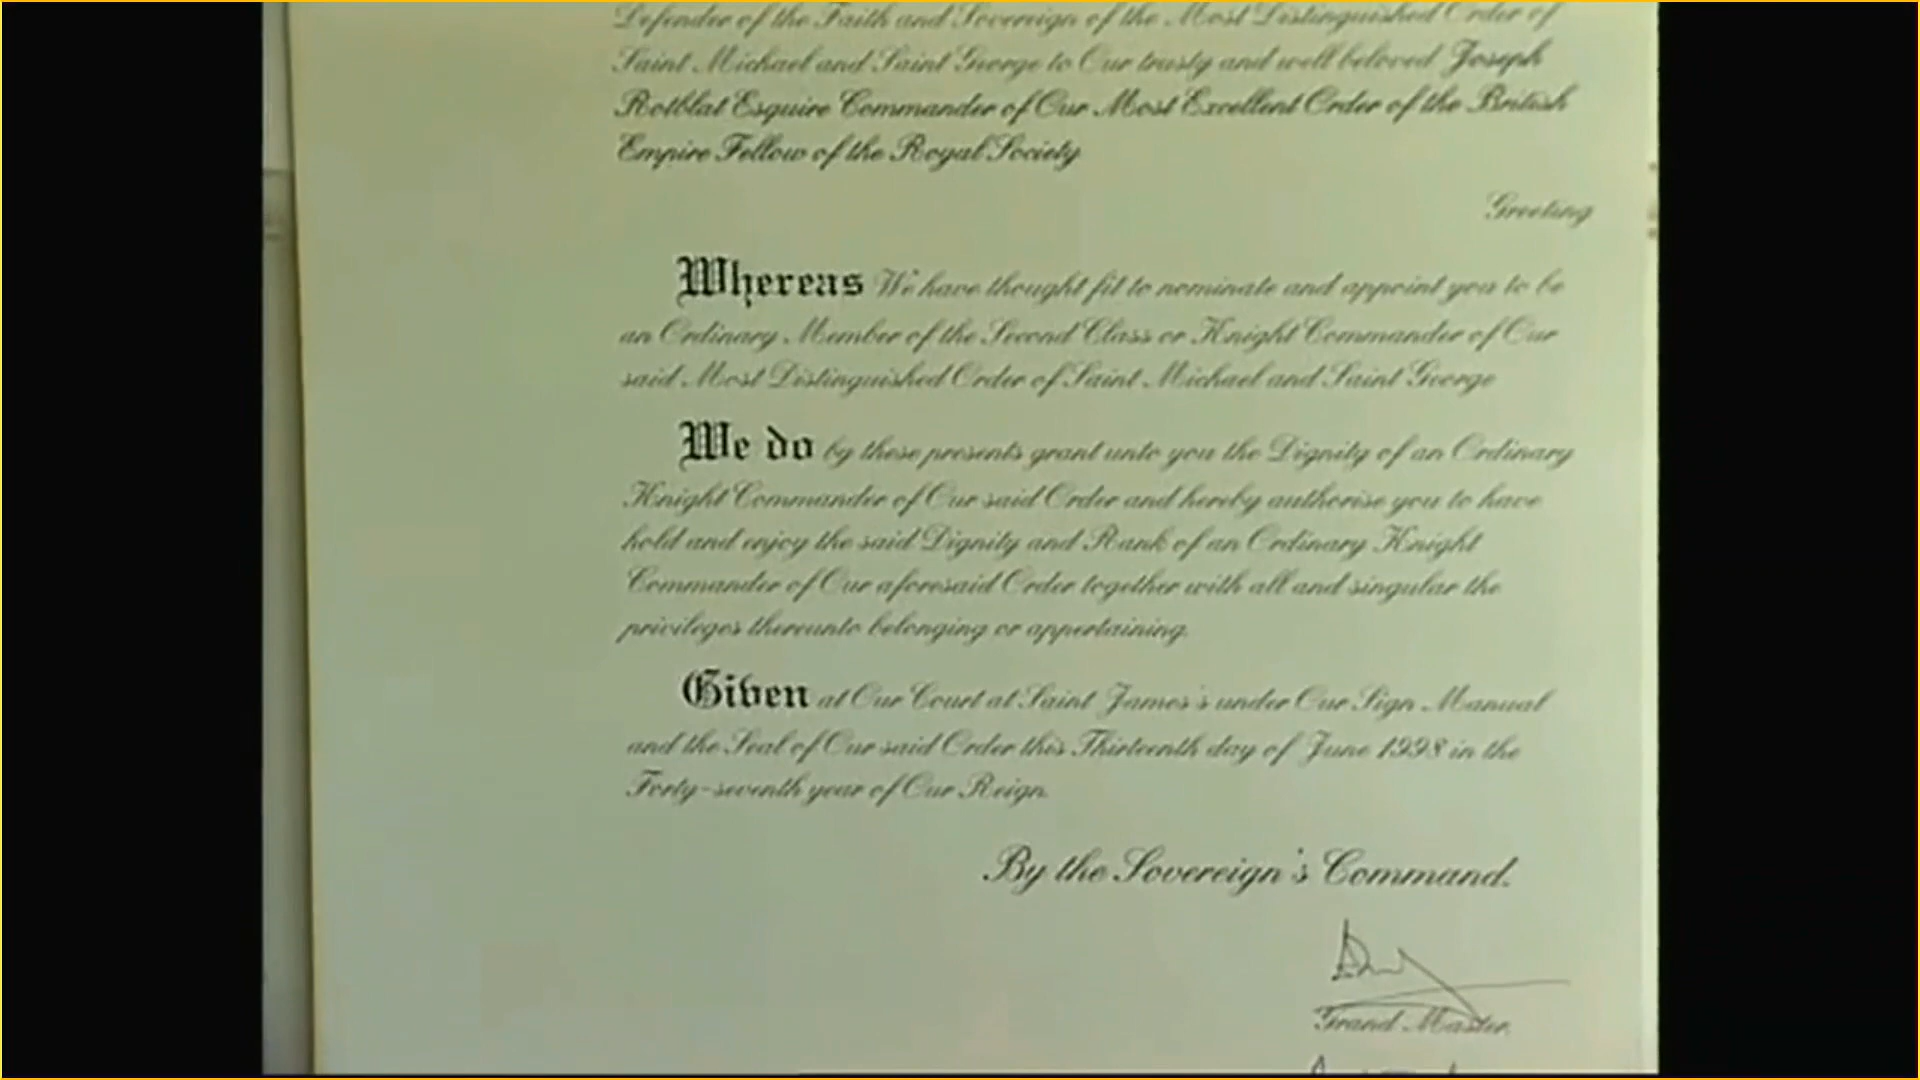 Defender of the Faith and Sovereign of the Most Distinguished Order of
Saint Michael and Saint George to Our trusty and well beloved Joseph
Rotblat Esquire Commander of Our Most Excellent Order of the British
Empire Fellow of the Royal Society
Greeting
Whereas We have thought fit to nominate and appoint you to be
an Ordinary Member of the Second Class or Knight Commander of Our
said Most Distinguished Order of Saint Michael and Saint George
We do by these presents grant unto you the Dignity of an Ordinary
Knight Commander of Our said Order and hereby authorise you to have
hold and enjoy the said Dignity and Rank of an Ordinary Knight
Commander of Our aforesaid Order together with all and singular the
privileges thereunto belonging or appertaining.
Given at Our Court at Saint James's under Our Sign Manual
and the Seal of Our said Order this Thirteenth day of June 1998 in the
Forty-seventh year of Our Reign.
By the Sovereign's Command.
Grand Master.